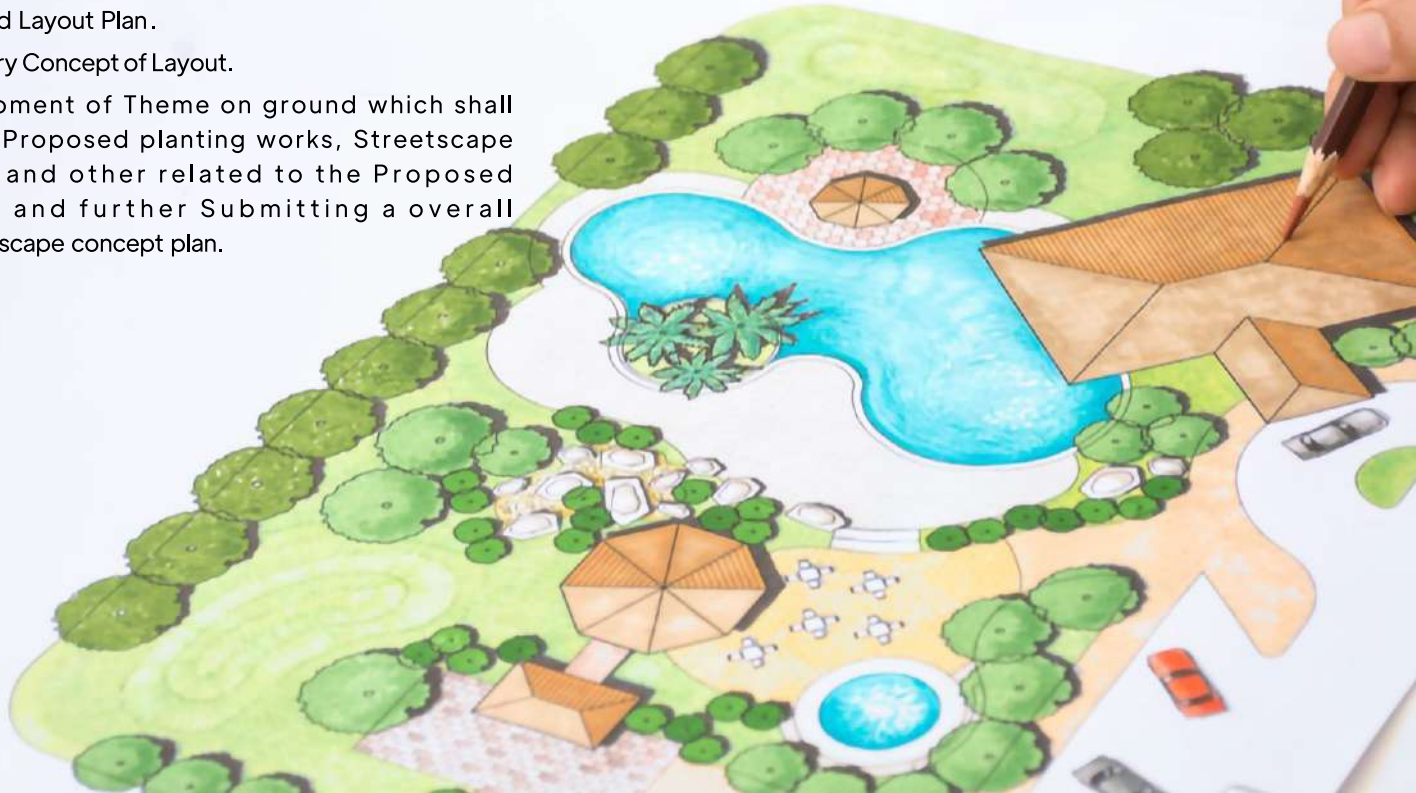 d Layout Plan.
ry Concept of Layout.
pment of Theme on ground which shall
Proposed planting works, Streetscape
and other related to the Proposed
and further Submitting a overall
scape concept plan.